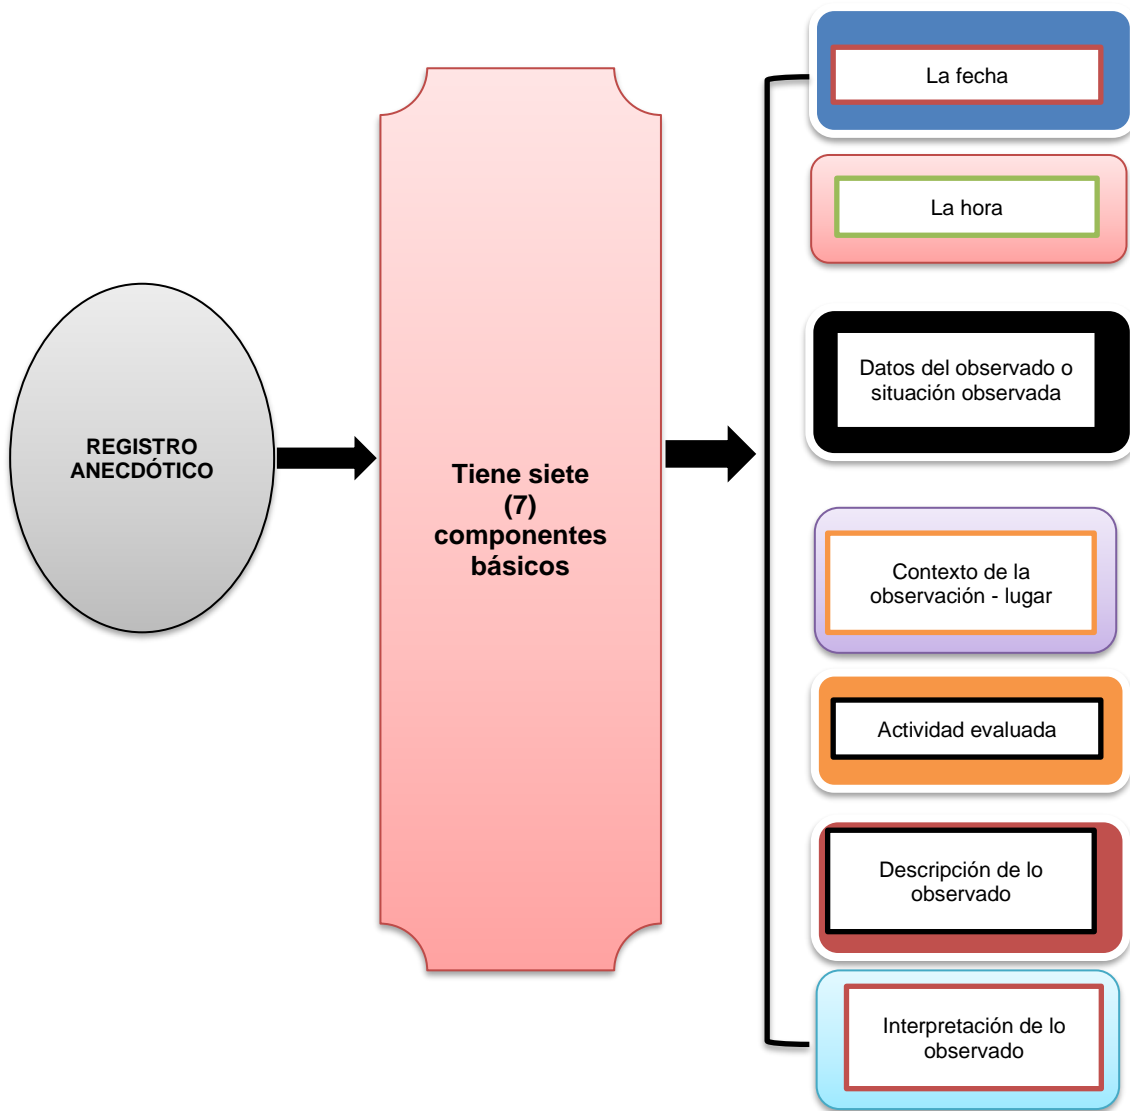 REGISTRO
ANECDÓTICO
Tiene siete
(7)
componentes
básicos
La fecha
La hora
Datos del observado o
situación observada
Contexto de la
observación - lugar
Actividad evaluada
Descripción de lo
observado
Interpretación de lo
observado